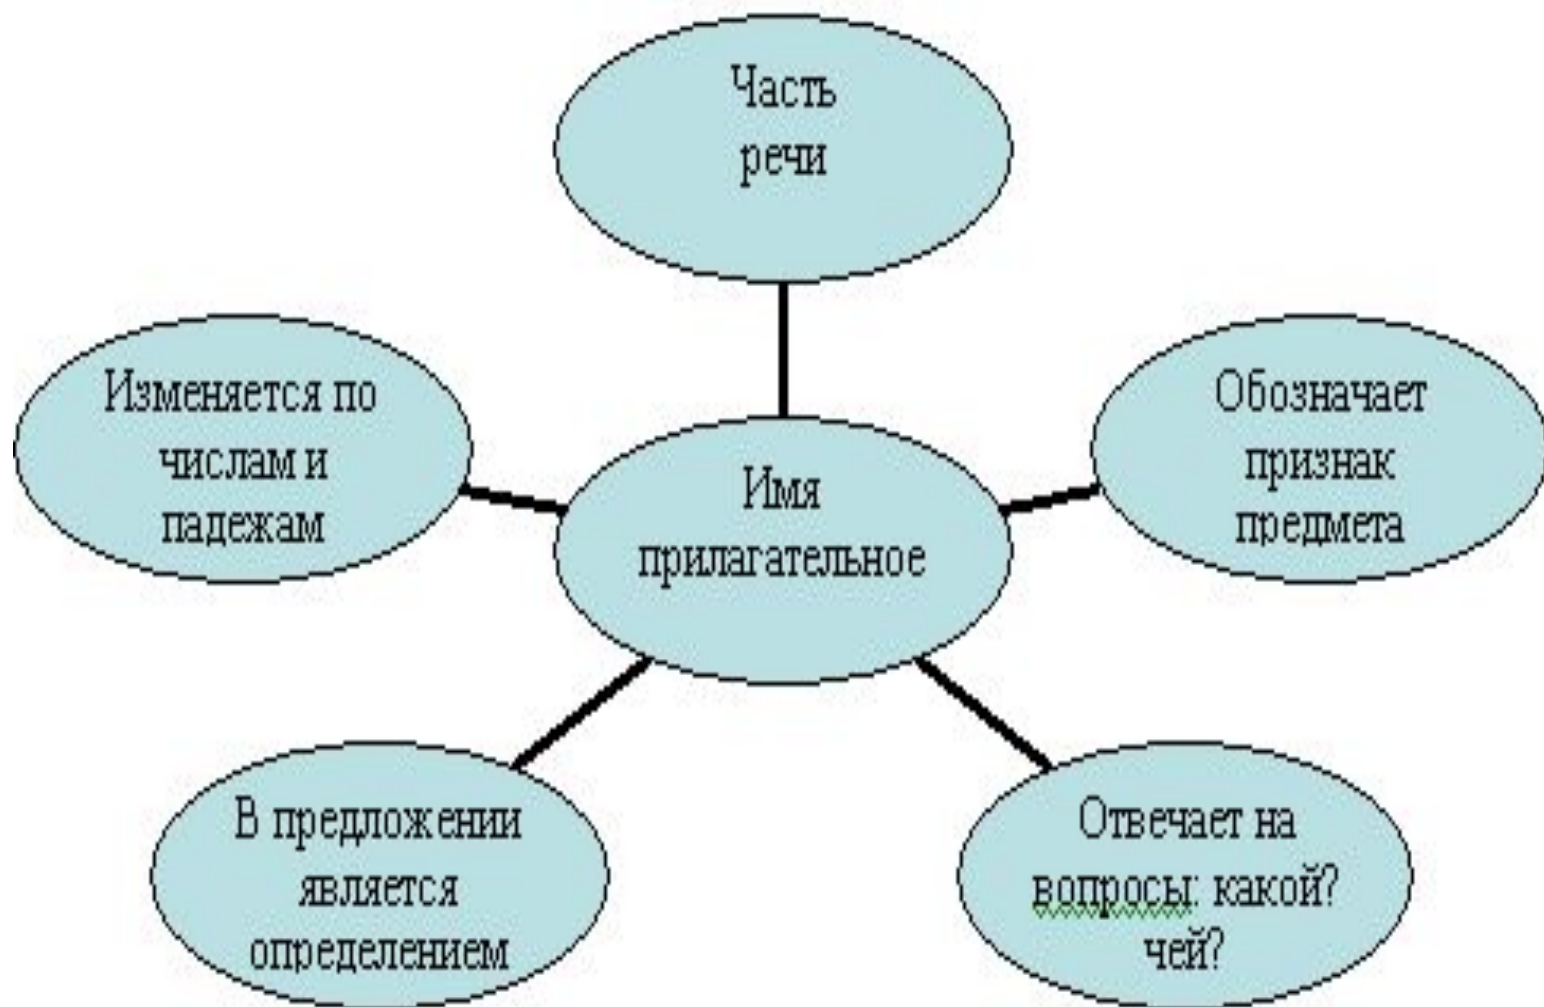 Часть
речи
Изменяется по
числам и
падежам
Обозначает
признак
предмета
Имя
прилагательное
В предложении
является
определением
Отвечает на
вопросы: какой?
чей?